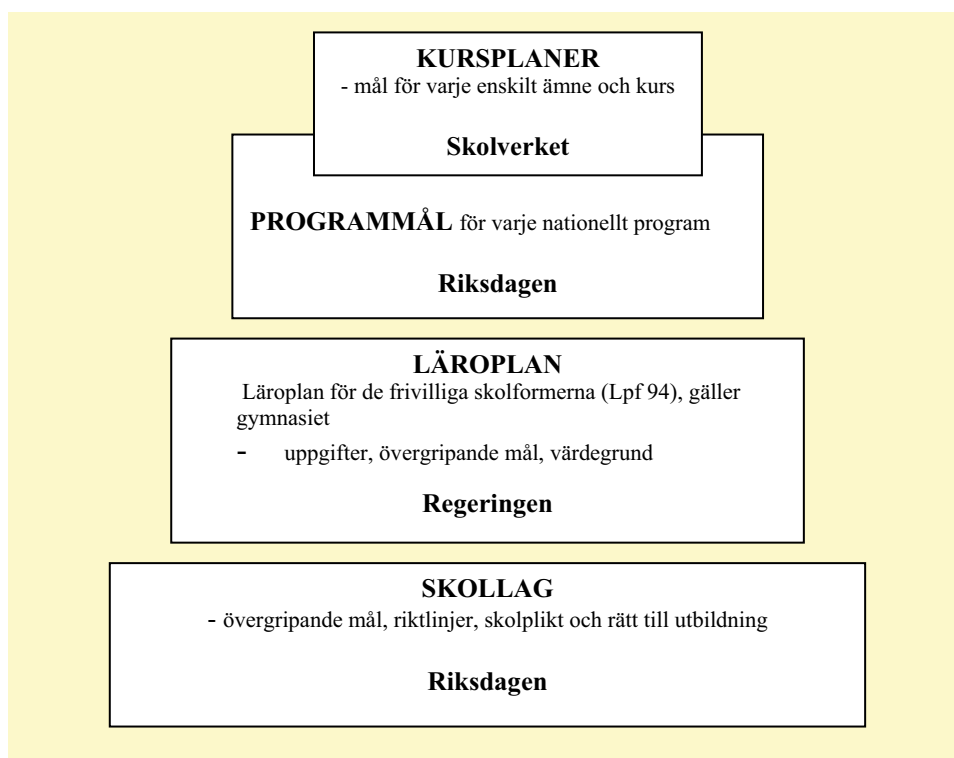 KURSPLANER
- mål för varje enskilt ämne och kurs
Skolverket
PROGRAMMÅL för varje nationellt program
Riksdagen
LÄROPLAN
Läroplan för de frivilliga skolformerna (Lpf 94), gäller
gymnasiet
- uppgifter, övergripande mål, värdegrund
Regeringen
SKOLLAG
- övergripande mål, riktlinjer, skolplikt och rätt till utbildning
Riksdagen